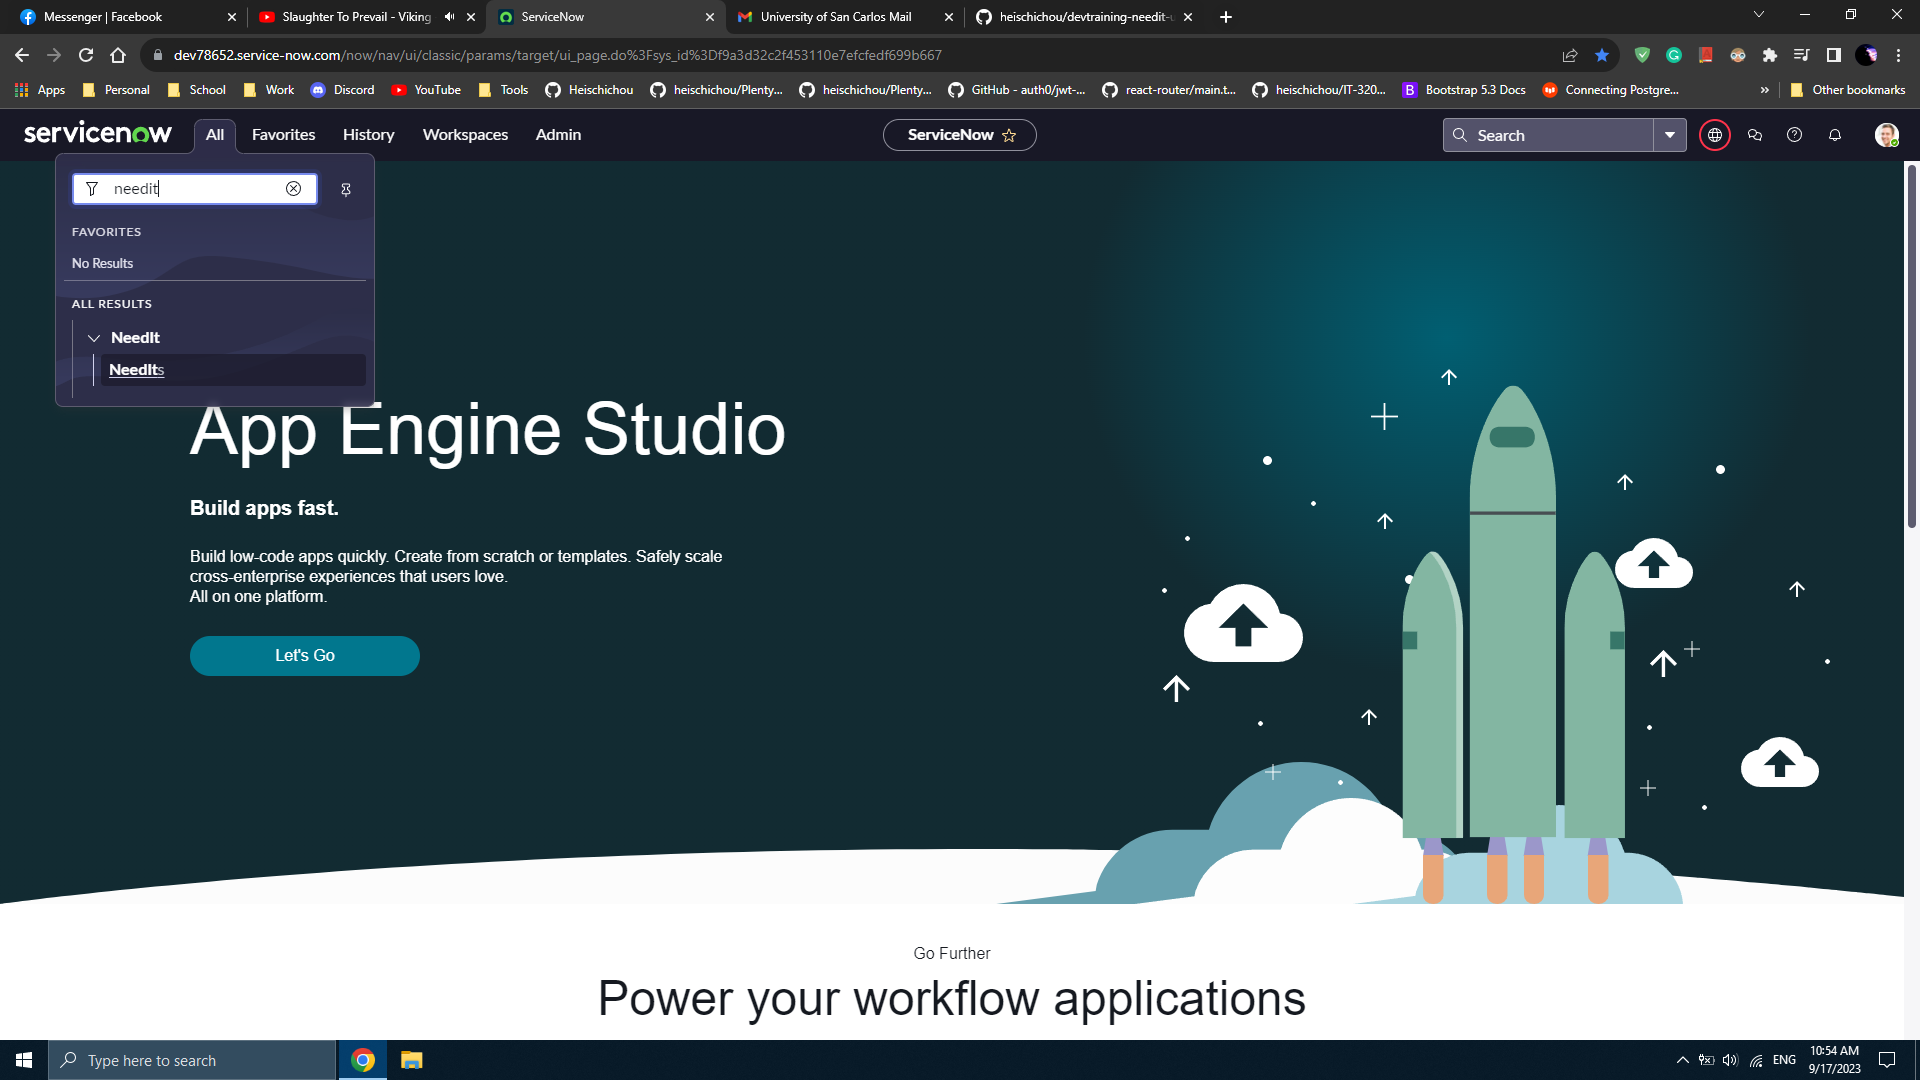 Messenger | Facebook
Slaughter To Prevail - Viking
ServiceNow
University of San Carlos Mail
heischichou/devtraining-needit-
dev78652.service-now.com/now/nav/ui/classic/params/target/ui_page.do%3Fsys_id%3Df9a3d32c2f453110e7efcfedf699b667
Apps
Personal
School
Work
Discord
YouTube
Tools
Heischichou
heischichou/Plenty...
heischichou/Plenty...
GitHub - auth0/jwt-...
react-router/main.t...
heischichou/IT-320...
B
Bootstrap 5.3 Docs
Connecting Postgre...
»
Other bookmarks
servicenow
All
Favorites
History
Workspaces
Admin
ServiceNow
Search
needit
FAVORITES
No Results
ALL RESULTS
NeedIt
NeedIts
App Engine Studio
Build apps fast.
Build low-code apps quickly. Create from scratch or templates. Safely scale
cross-enterprise experiences that users love.
All on one platform.
Let's Go
Go Further
Power your workflow applications
Type here to search
ENG
10:54 AM
9/17/2023